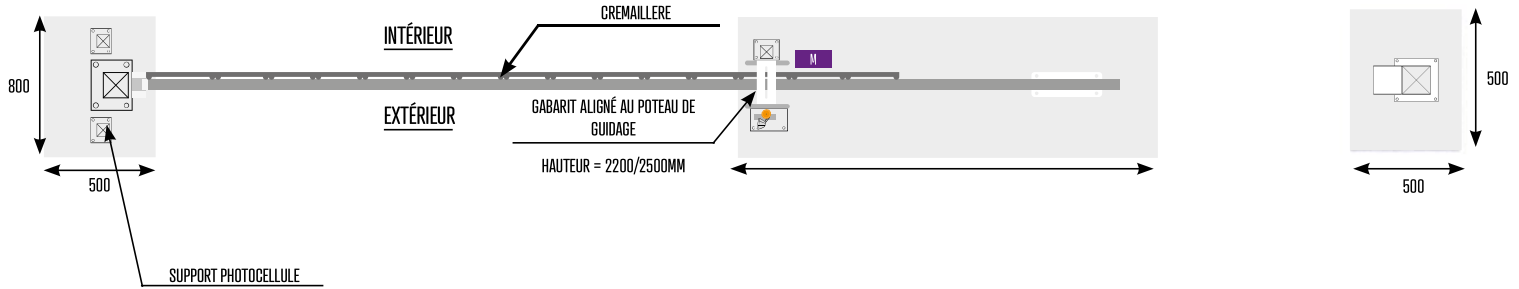 CREMAILLERE
INTÉRIEUR
M
800
500
GABARIT ALIGNÉ AU POTEAU DE
GUIDAGE
EXTÉRIEUR
HAUTEUR = 2200/2500MM
500
500
SUPPORT PHOTOCELLULE